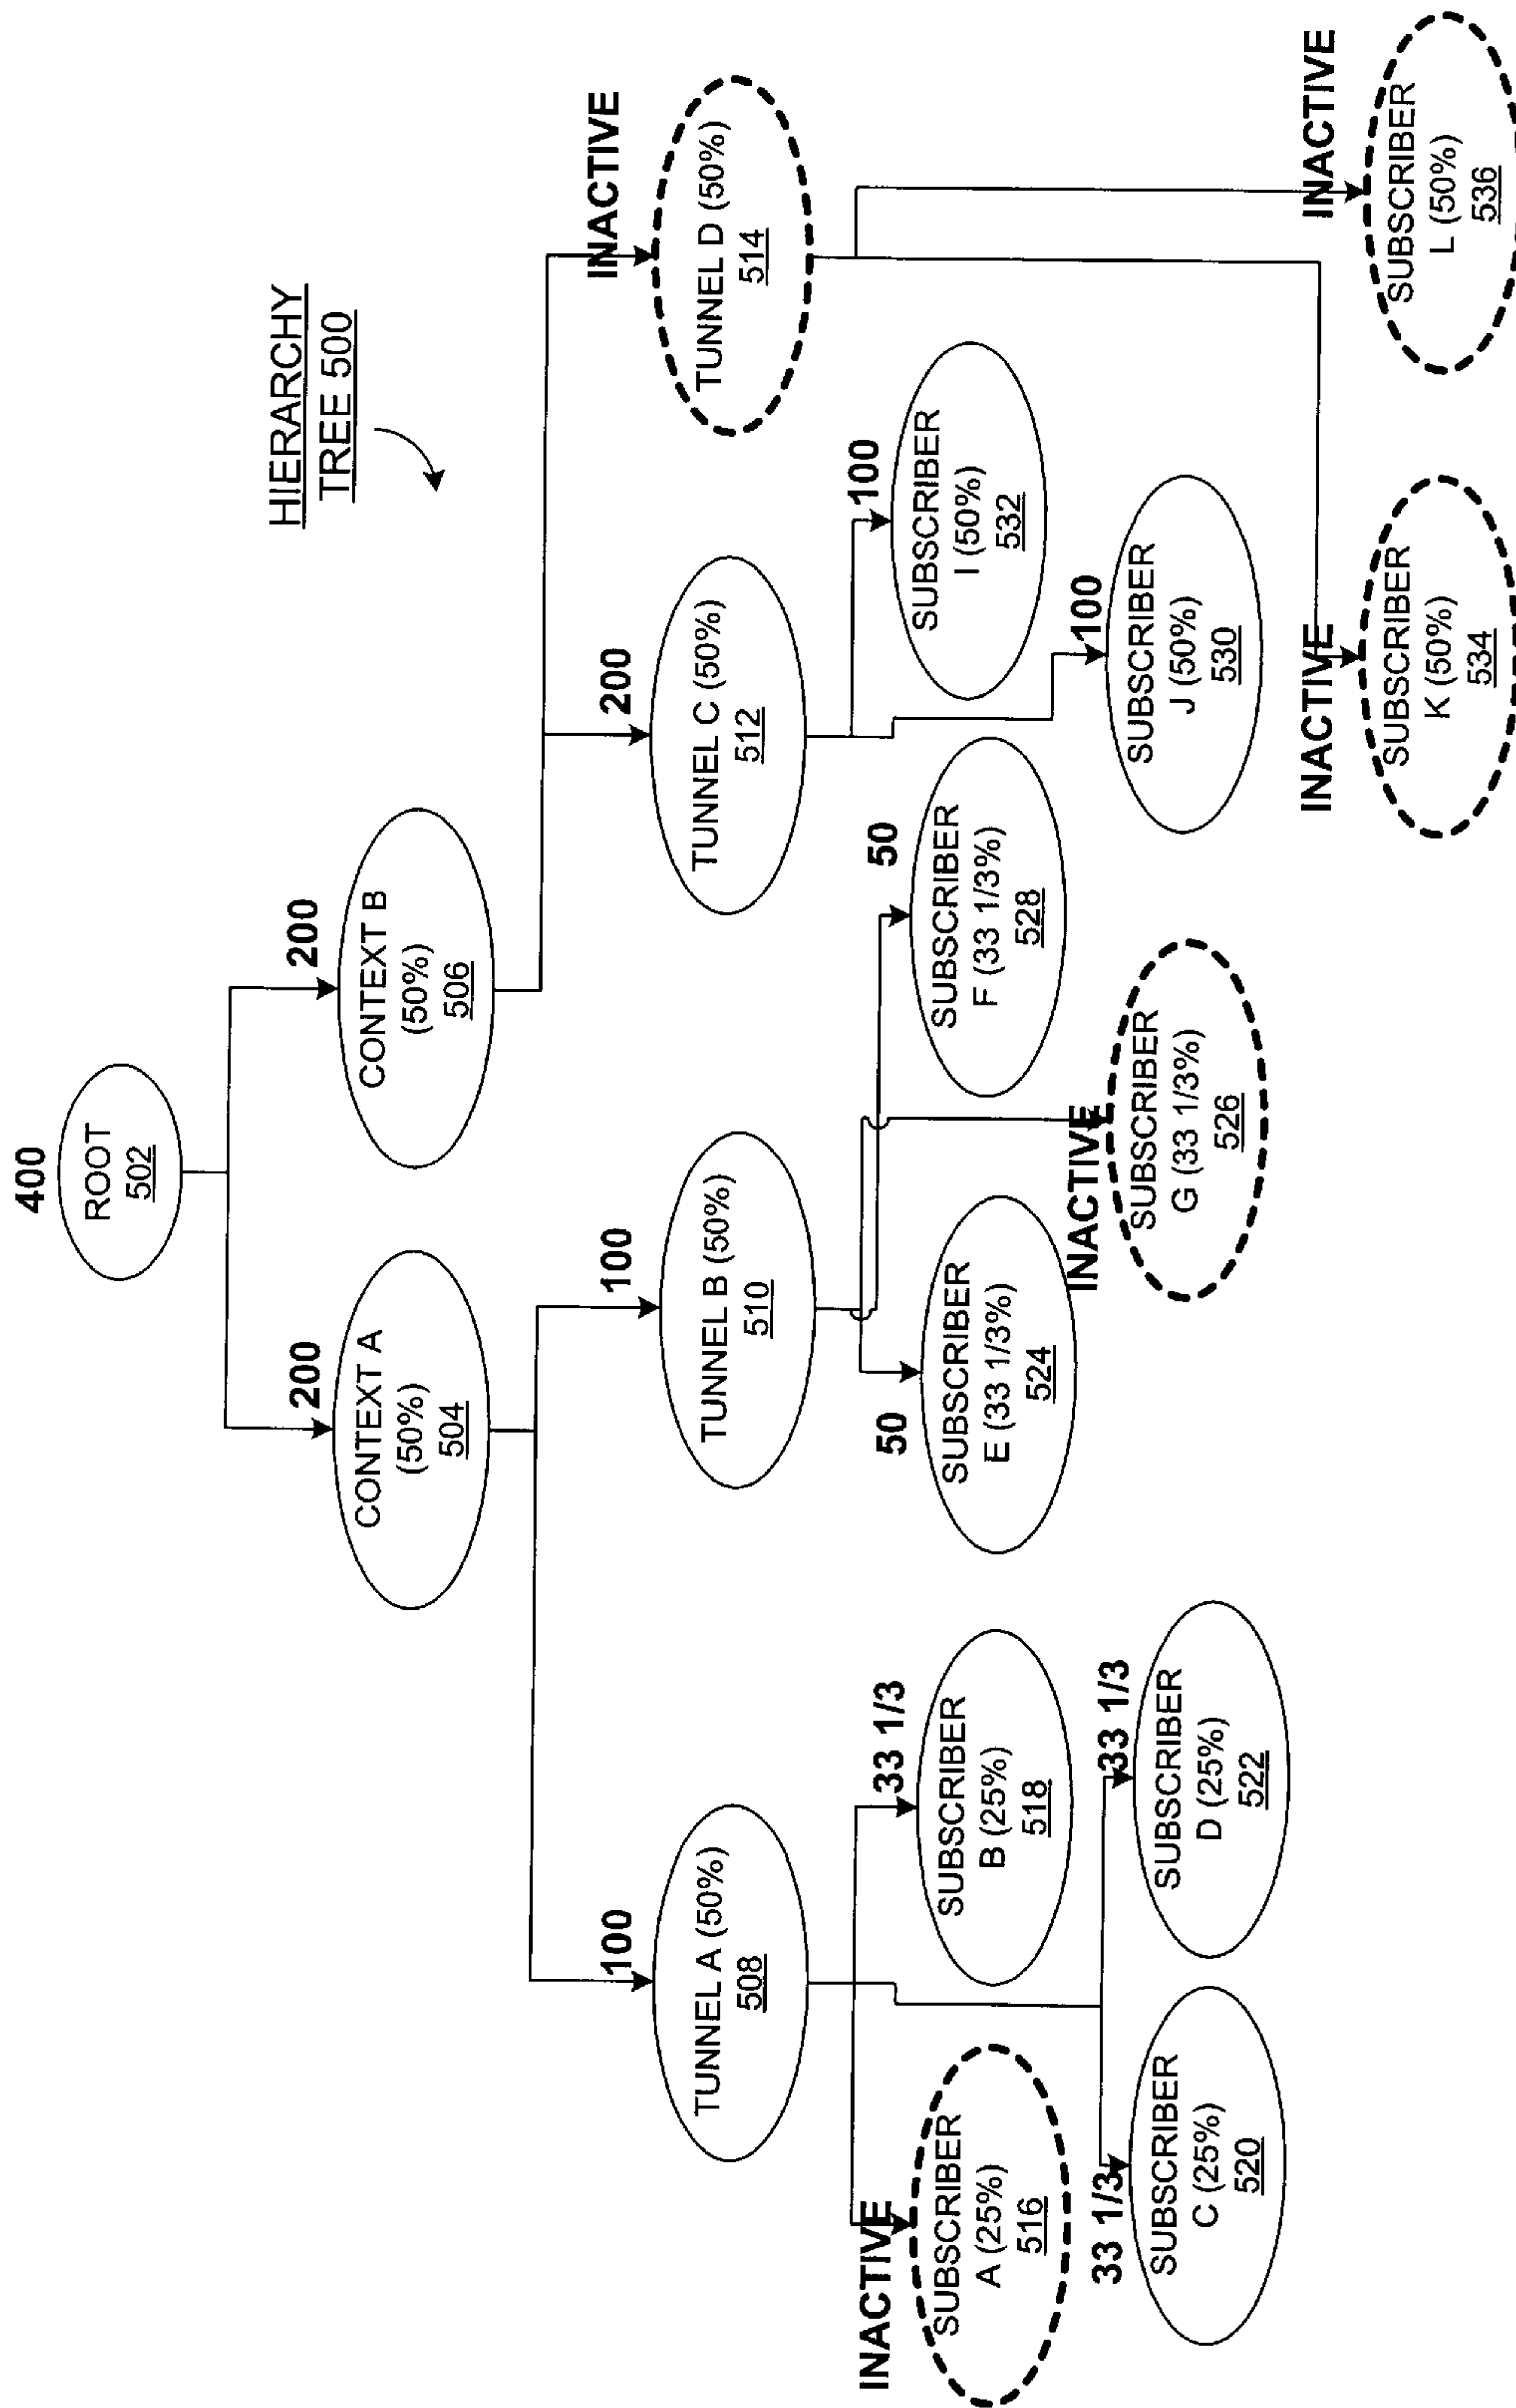 HIERARCHY
TREE 500
400
ROOT
502
200
CONTEXT A
(50%)
504
200
CONTEXT B
(50%)
506
100
TUNNEL A (50%)
508
100
TUNNEL B (50%)
510
200
TUNNEL C (50%)
512
INACTIVE
TUNNEL D (50%)
514
INACTIVE
SUBSCRIBER
A (25%)
516
33 1/3
SUBSCRIBER
B (25%)
518
33 1/3
SUBSCRIBER
C (25%)
520
33 1/3
SUBSCRIBER
D (25%)
522
50
SUBSCRIBER
E (33 1/3%)
524
INACTIVE
SUBSCRIBER
G (33 1/3%)
526
50
SUBSCRIBER
F (33 1/3%)
528
100
SUBSCRIBER
I (50%)
532
100
SUBSCRIBER
J (50%)
530
INACTIVE
SUBSCRIBER
K (50%)
534
INACTIVE
SUBSCRIBER
L (50%)
536